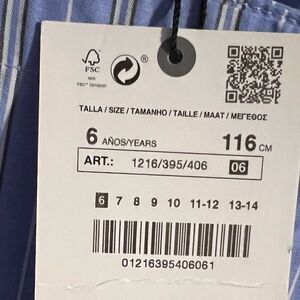 FSC
®
TALLA / SIZE / TAMANHO / TAILLE / MAAT / ΜΕΓΕΘΟΣ
6 AÑOS/YEARS 116 CM
ART.: 1216/395/406 06
6 7 8 9 10 11-12 13-14
01216395406061